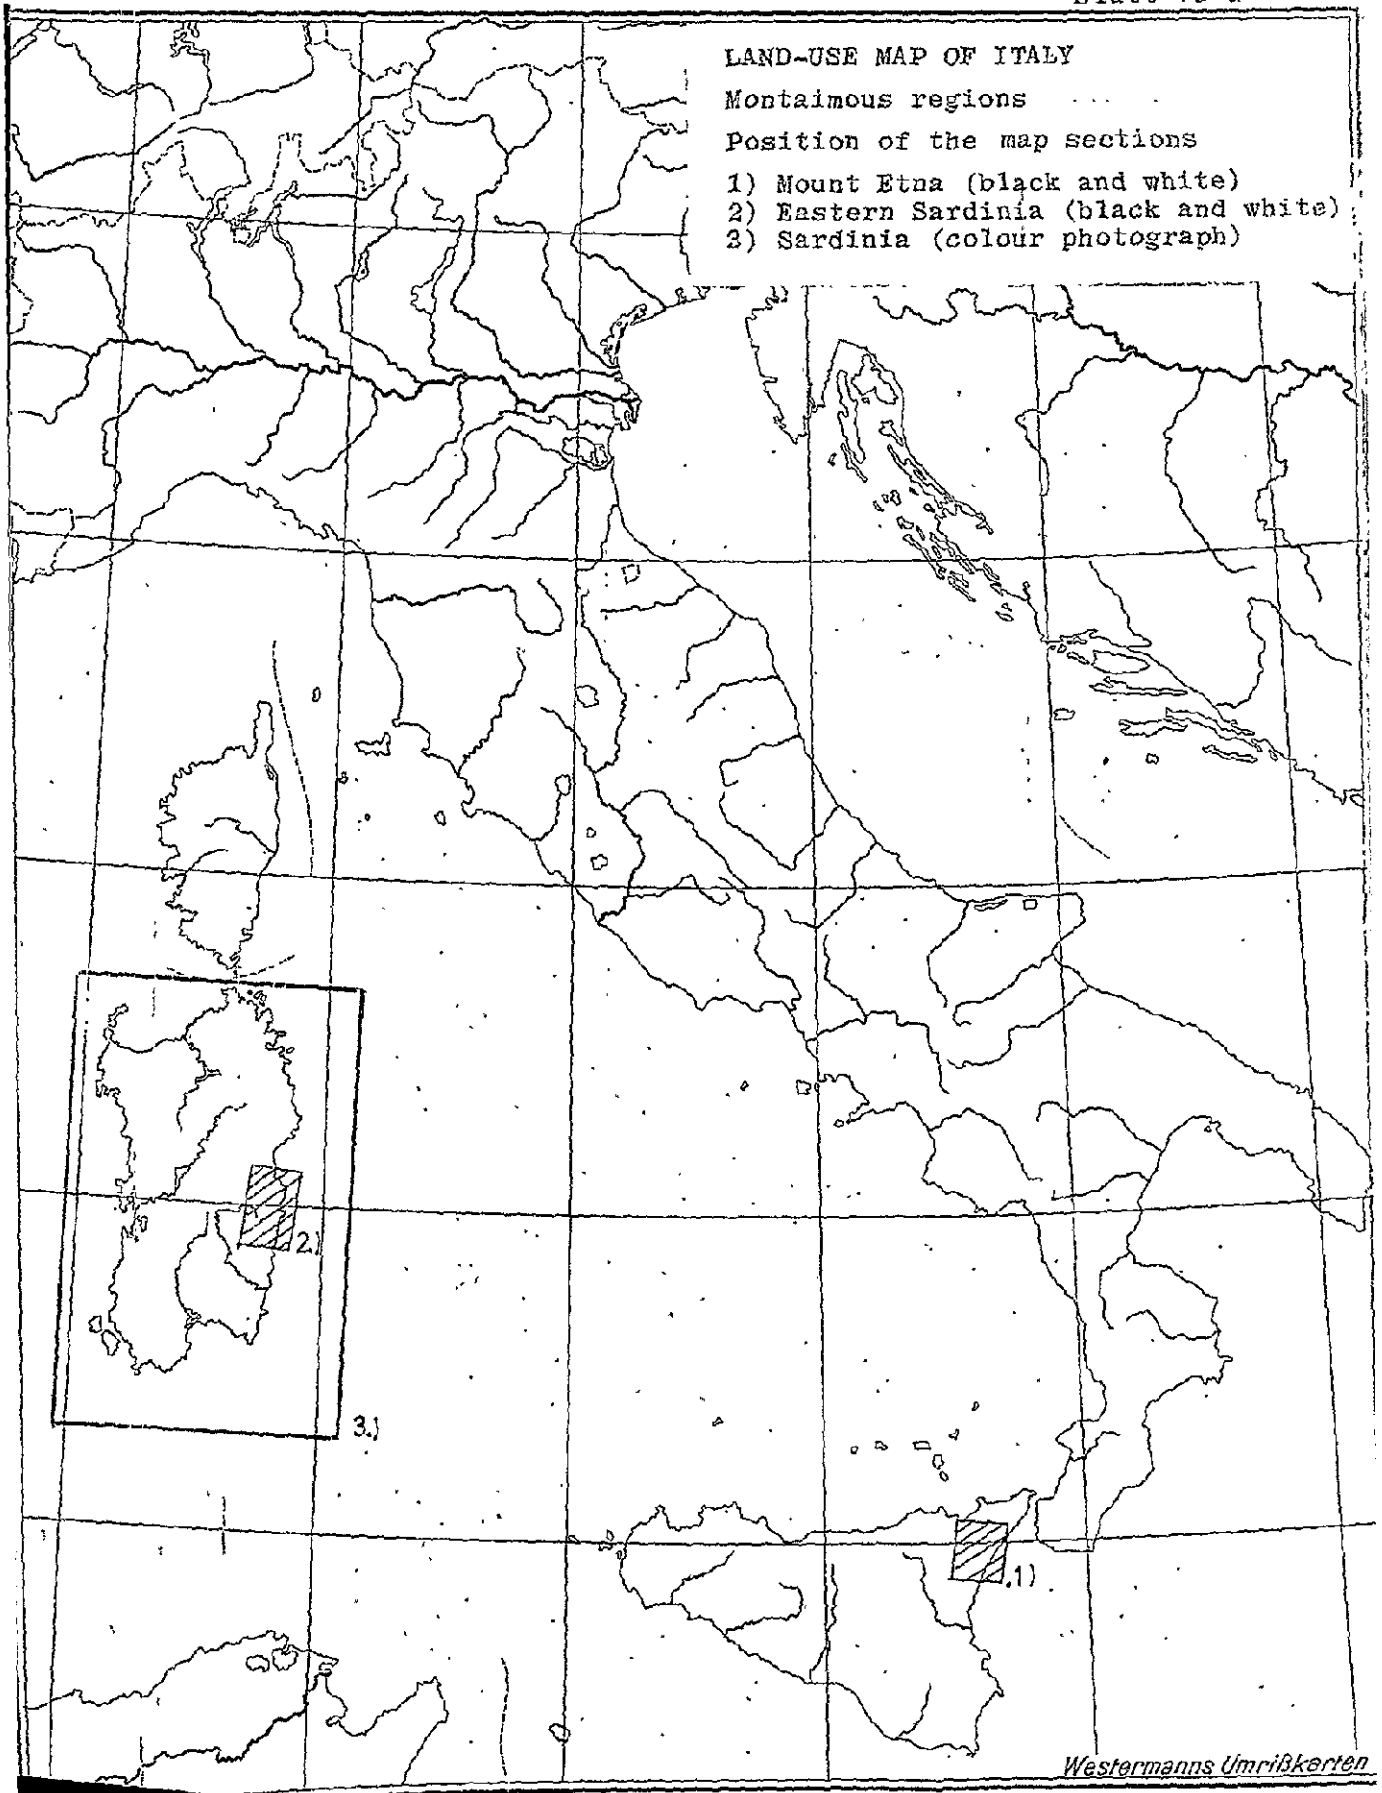 LAND-USE MAP OF ITALY
Montaimous regions
Position of the map sections
1) Mount Etna (black and white)
2) Eastern Sardinia (black and white)
3) Sardinia (colour photograph)
2.)
3.)
.1)
Westermanns Umrißkarten